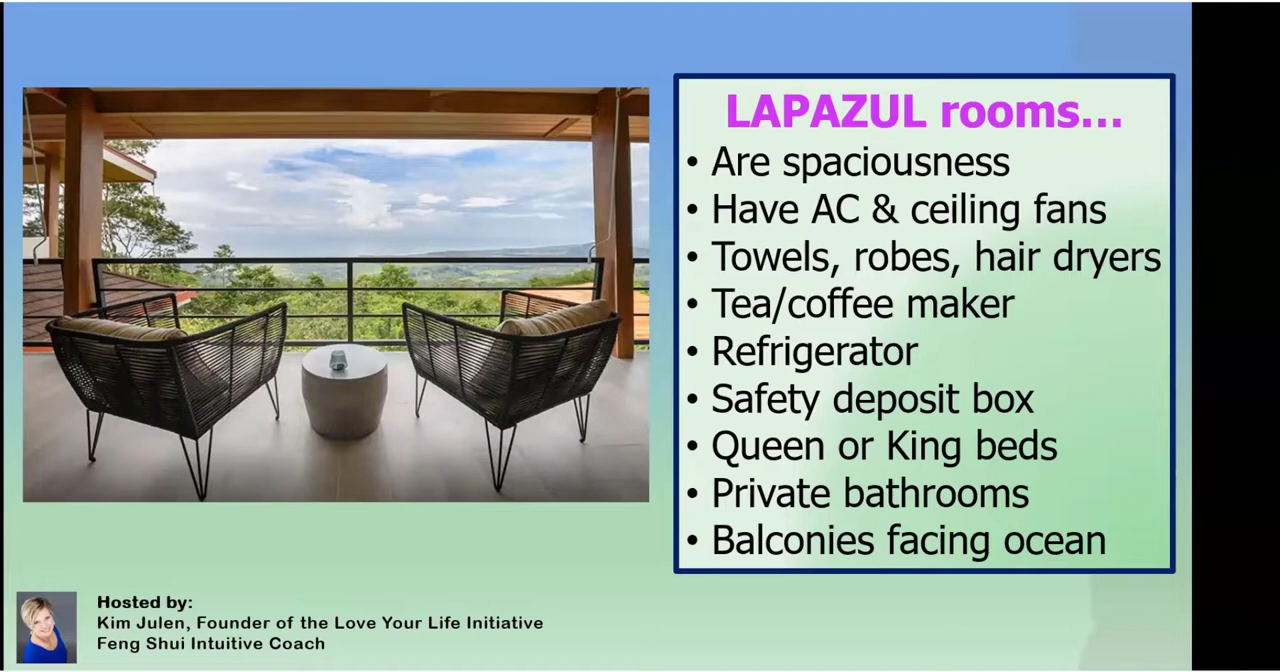 LAPAZUL rooms...
• Are spaciousness
• Have AC & ceiling fans
• Towels, robes, hair dryers
• Tea/coffee maker
• Refrigerator
• Safety deposit box
• Queen or King beds
• Private bathrooms
• Balconies facing ocean
Hosted by:
Kim Julen, Founder of the Love Your Life Initiative
Feng Shui Intuitive Coach